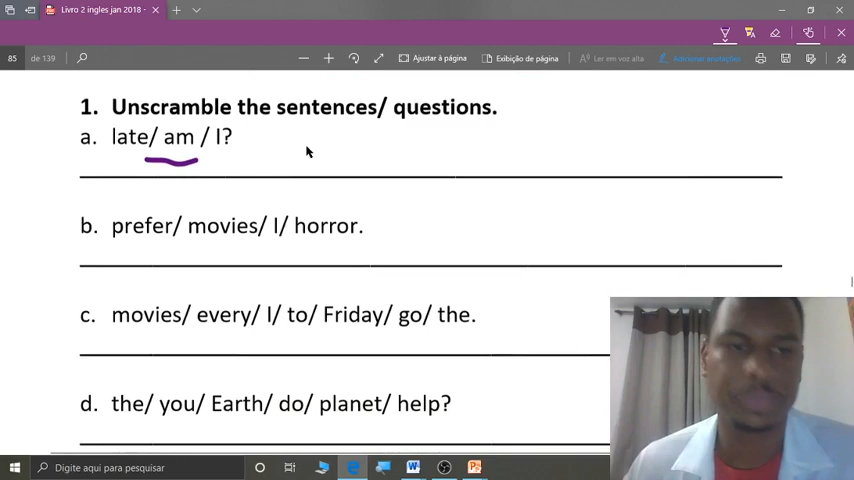 Livro 2 ingles jan 2018 -
85 de 139 Ajustar à página Exibição de página Ler em voz alta Adicionar anotações
1. Unscramble the sentences/ questions.
a. late/ am / I?
b. prefer/ movies/ I/ horror.
c. movies/ every/ I/ to/ Friday/ go/ the.
d. the/ you/ Earth/ do/ planet/ help?
Digite aqui para pesquisar